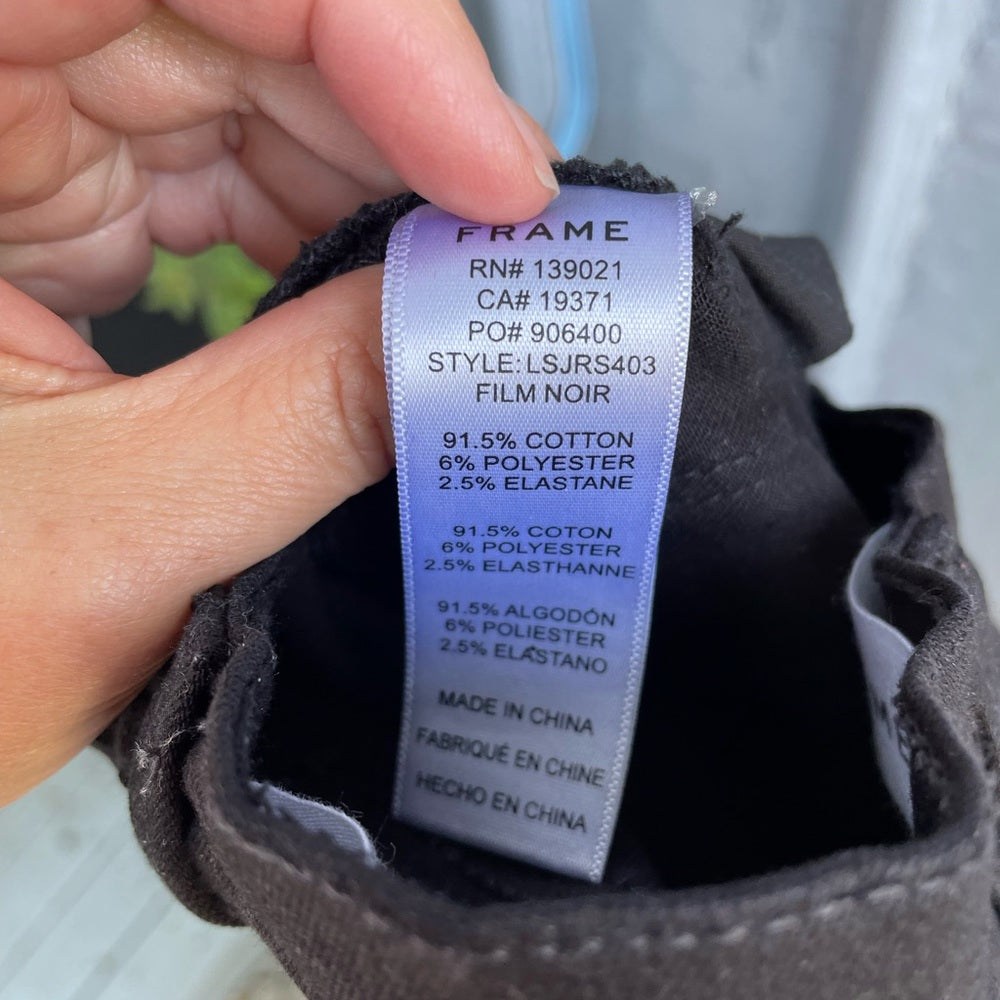 FRAME
RN# 139021
CA# 19371
PO# 906400
STYLE: LSJRS403
FILM NOIR
91.5% COTTON
6% POLYESTER
2.5% ELASTANE
91.5% COTON
6% POLYESTER
2.5% ELASTHANNE
91.5% ALGODÓN
6% POLIESTER
2.5% ELASTANO
MADE IN CHINA
FABRIQUÉ EN CHINE
HECHO EN CHINA